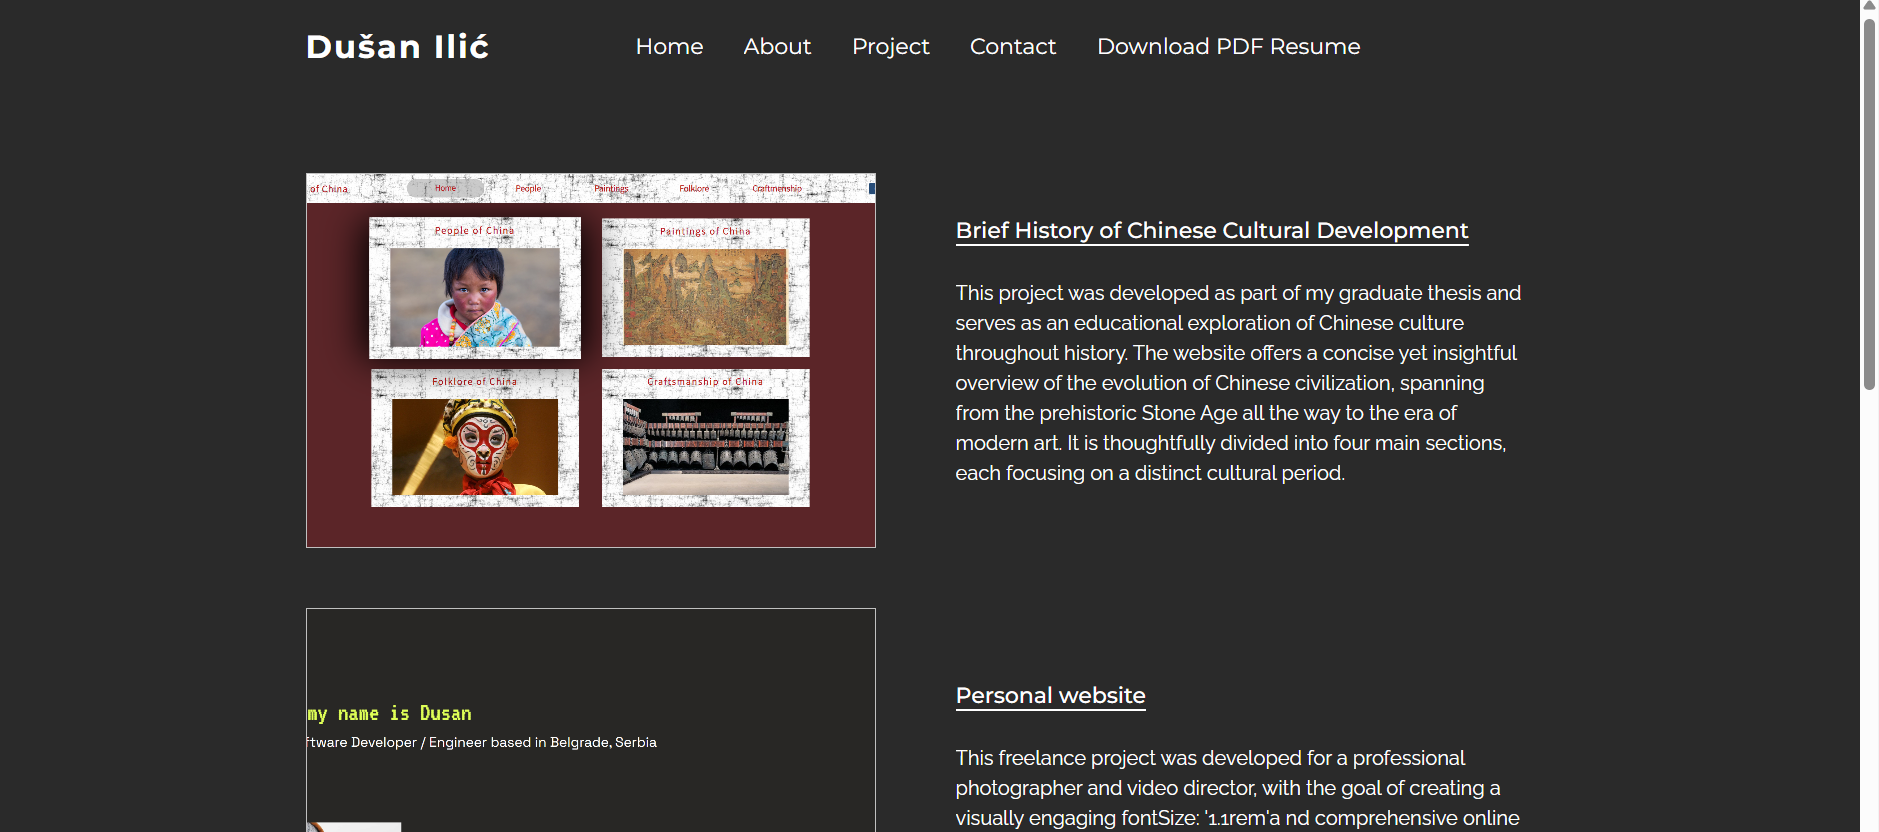 Dušan Ilić
Home About Project Contact Download PDF Resume
of China Home People Paintings Folklore Craftmenship
People of China
Paintings of China
Folklore of China
Craftsmanship of China
Brief History of Chinese Cultural Development
This project was developed as part of my graduate thesis and
serves as an educational exploration of Chinese culture
throughout history. The website offers a concise yet insightful
overview of the evolution of Chinese civilization, spanning
from the prehistoric Stone Age all the way to the era of
modern art. It is thoughtfully divided into four main sections,
each focusing on a distinct cultural period.
my name is Dusan
ftware Developer / Engineer based in Belgrade, Serbia
Personal website
This freelance project was developed for a professional
photographer and video director, with the goal of creating a
visually engaging fontSize: '1.1rem'a nd comprehensive online